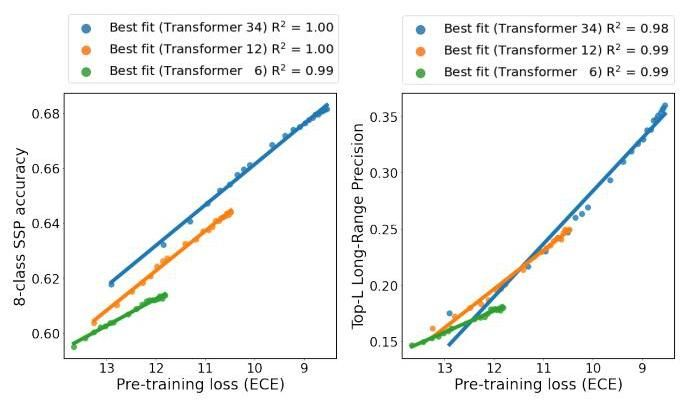 Best fit (Transformer 34) R² = 1.00
Best fit (Transformer 12) R² = 1.00
Best fit (Transformer 6) R² = 0.99
8-class SSP accuracy
0.68
0.66
0.64
0.62
0.60
13 12 11 10 9
Pre-training loss (ECE)
Best fit (Transformer 34) R² = 0.98
Best fit (Transformer 12) R² = 0.99
Best fit (Transformer 6) R² = 0.99
Top-L Long-Range Precision
0.35
0.30
0.25
0.20
0.15
13 12 11 10 9
Pre-training loss (ECE)